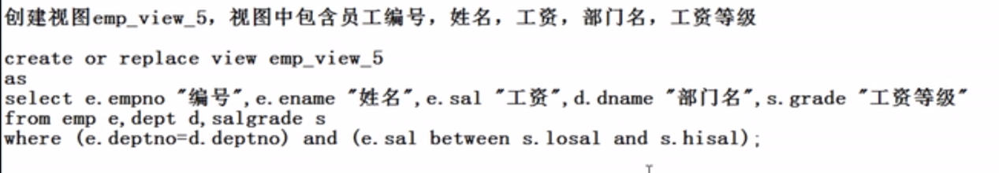 创建视图emp_view_5，视图中包含员工编号，姓名，工资，部门名，工资等级
create or replace view emp_view_5
as
select e.empno "编号",e.ename "姓名",e.sal "工资",d.dname "部门名",s.grade "工资等级"
from emp e,dept d,salgrade s
where (e.deptno=d.deptno) and (e.sal between s.losal and s.hisal);